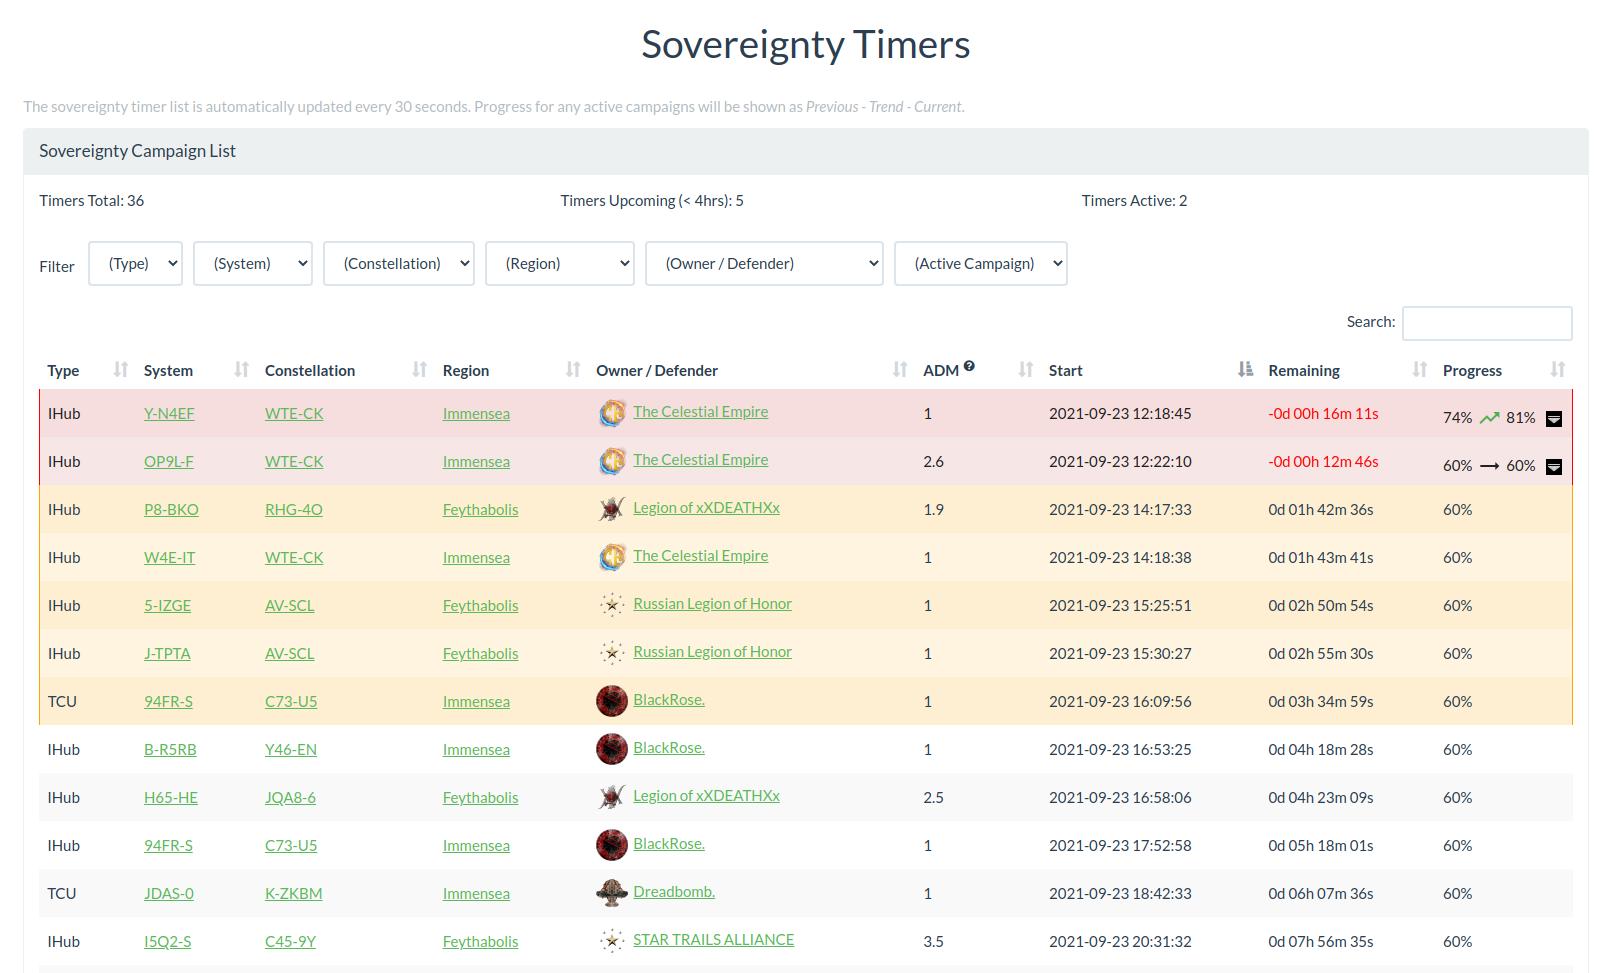 Sovereignty Timers
The sovereignty timer list is automatically updated every 30 seconds. Progress for any active campaigns will be shown as Previous - Trend - Current.
Sovereignty Campaign List
Timers Total: 36 Timers Upcoming (< 4hrs): 5 Timers Active: 2
Filter (Type) (System) (Constellation) (Region) (Owner / Defender) (Active Campaign)
Search:
Type System Constellation Region Owner / Defender ADM ? Start Remaining Progress
IHub Y-N4EF WTE-CK Immensea The Celestial Empire 1 2021-09-23 12:18:45 -0d 00h 16m 11s 74% 81%
IHub OP9L-F WTE-CK Immensea The Celestial Empire 2.6 2021-09-23 12:22:10 -0d 00h 12m 46s 60% 60%
IHub P8-BKO RHG-4O Feythabolis Legion of xXDEATHXx 1.9 2021-09-23 14:17:33 0d 01h 42m 36s 60%
IHub W4E-IT WTE-CK Immensea The Celestial Empire 1 2021-09-23 14:18:38 0d 01h 43m 41s 60%
IHub 5-IZGE AV-SCL Feythabolis Russian Legion of Honor 1 2021-09-23 15:25:51 0d 02h 50m 54s 60%
IHub J-TPTA AV-SCL Feythabolis Russian Legion of Honor 1 2021-09-23 15:30:27 0d 02h 55m 30s 60%
TCU 94FR-S C73-U5 Immensea BlackRose. 1 2021-09-23 16:09:56 0d 03h 34m 59s 60%
IHub B-R5RB Y46-EN Immensea BlackRose. 1 2021-09-23 16:53:25 0d 04h 18m 28s 60%
IHub H65-HE JQA8-6 Feythabolis Legion of xXDEATHXx 2.5 2021-09-23 16:58:06 0d 04h 23m 09s 60%
IHub 94FR-S C73-U5 Immensea BlackRose. 1 2021-09-23 17:52:58 0d 05h 18m 01s 60%
TCU JDAS-0 K-ZKBM Immensea Dreadbomb. 1 2021-09-23 18:42:33 0d 06h 07m 36s 60%
IHub I5Q2-S C45-9Y Feythabolis STAR TRAILS ALLIANCE 3.5 2021-09-23 20:31:32 0d 07h 56m 35s 60%